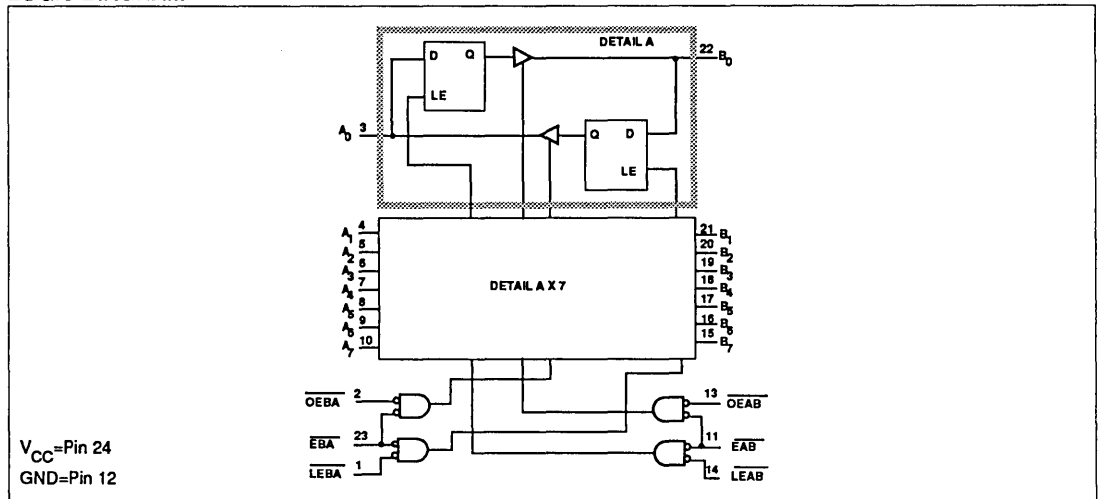 DETAIL A
D Q
LE
22 B0
A0 3
Q D
LE
A1 4
A2 5
A3 6
A4 7
A5 8
A6 9
A7 10
DETAIL A X 7
21 B1
20 B2
19 B3
18 B4
17 B5
16 B6
15 B7
OEBA 2
EBA 23
LEBA 1
13 OEAB
11 EAB
14 LEAB
VCC=Pin 24
GND=Pin 12